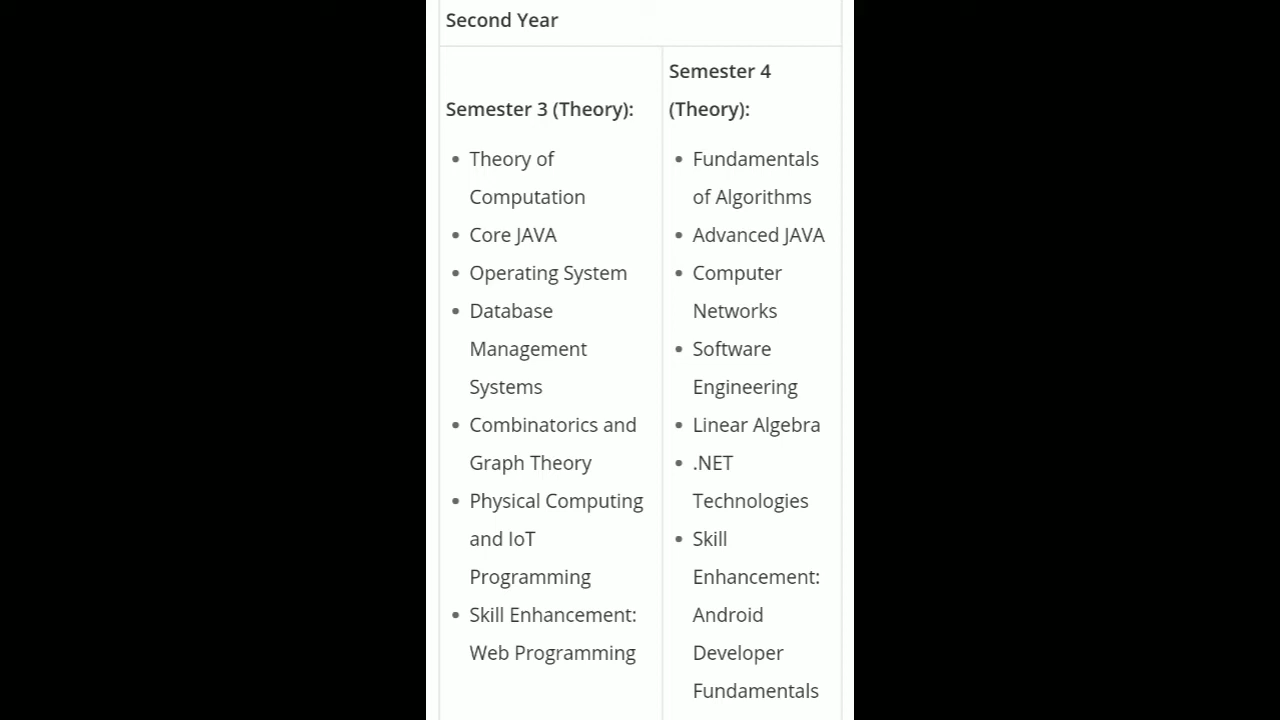 Second Year
Semester 3 (Theory):
Theory of
Computation
Core JAVA
Operating System
Database
Management
Systems
Combinatorics and
Graph Theory
Physical Computing
and IoT
Programming
Skill Enhancement:
Web Programming
Semester 4
(Theory):
Fundamentals
of Algorithms
Advanced JAVA
Computer
Networks
Software
Engineering
Linear Algebra
.NET
Technologies
Skill
Enhancement:
Android
Developer
Fundamentals